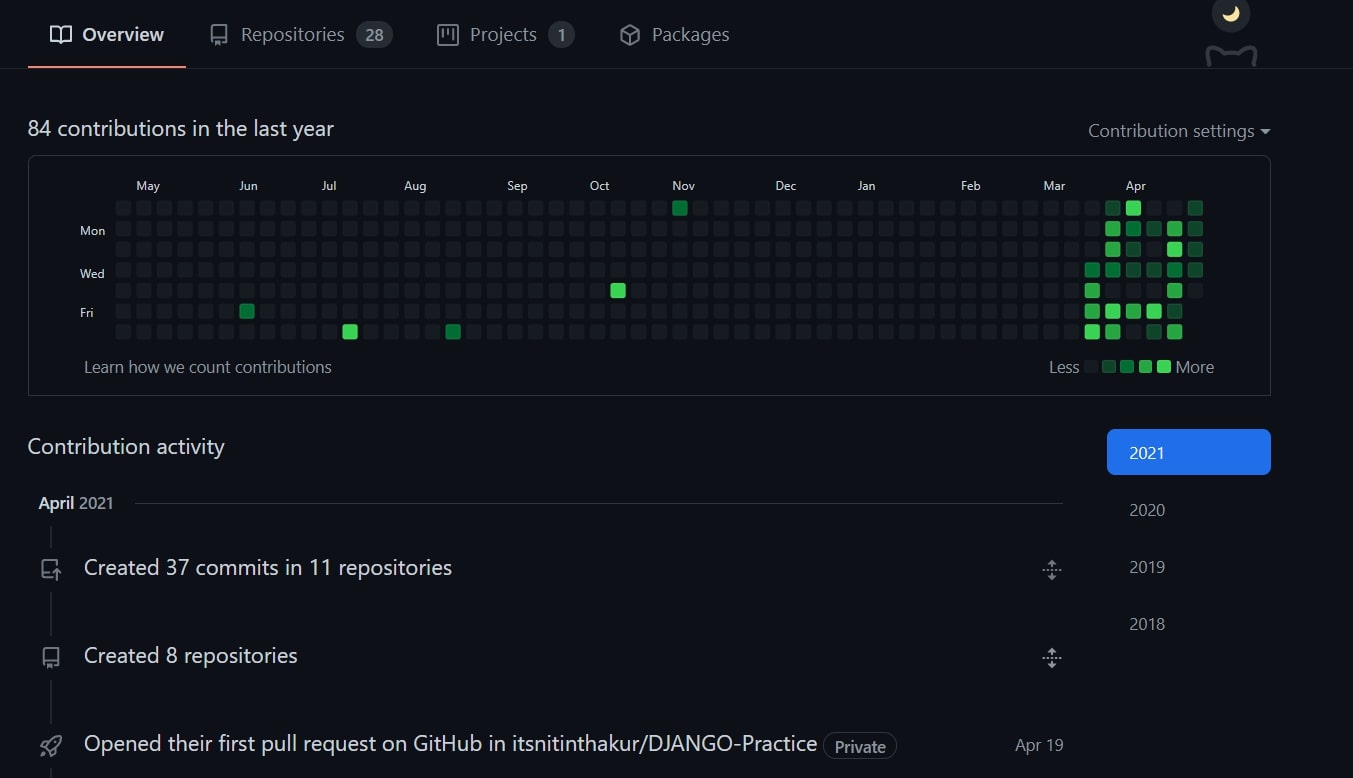 Overview Repositories 28 Projects 1 Packages
84 contributions in the last year
Contribution settings
May Jun Jul Aug Sep Oct Nov Dec Jan Feb Mar Apr
Mon
Wed
Fri
Learn how we count contributions
Less More
Contribution activity
2021
April 2021
2020
Created 37 commits in 11 repositories
2019
2018
Created 8 repositories
Opened their first pull request on GitHub in itsnitinthakur/DJANGO-Practice Private Apr 19